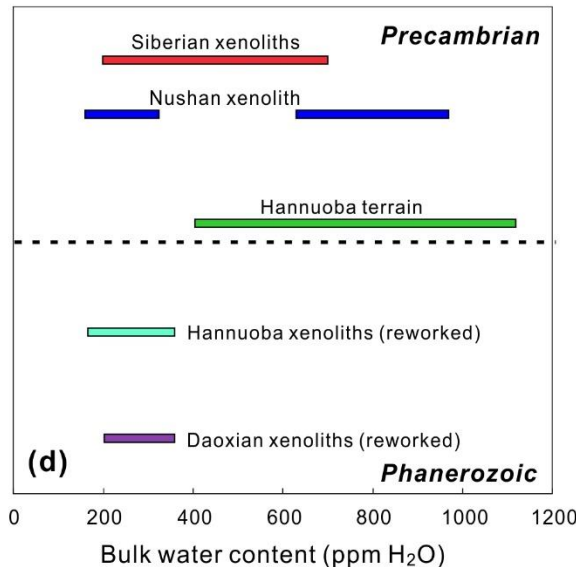 Siberian xenoliths
Precambrian
Nushan xenolith
Hannuoba terrain
Hannuoba xenoliths (reworked)
Daoxian xenoliths (reworked)
(d)
Phanerozoic
0 200 400 600 800 1000 1200
Bulk water content (ppm H₂O)